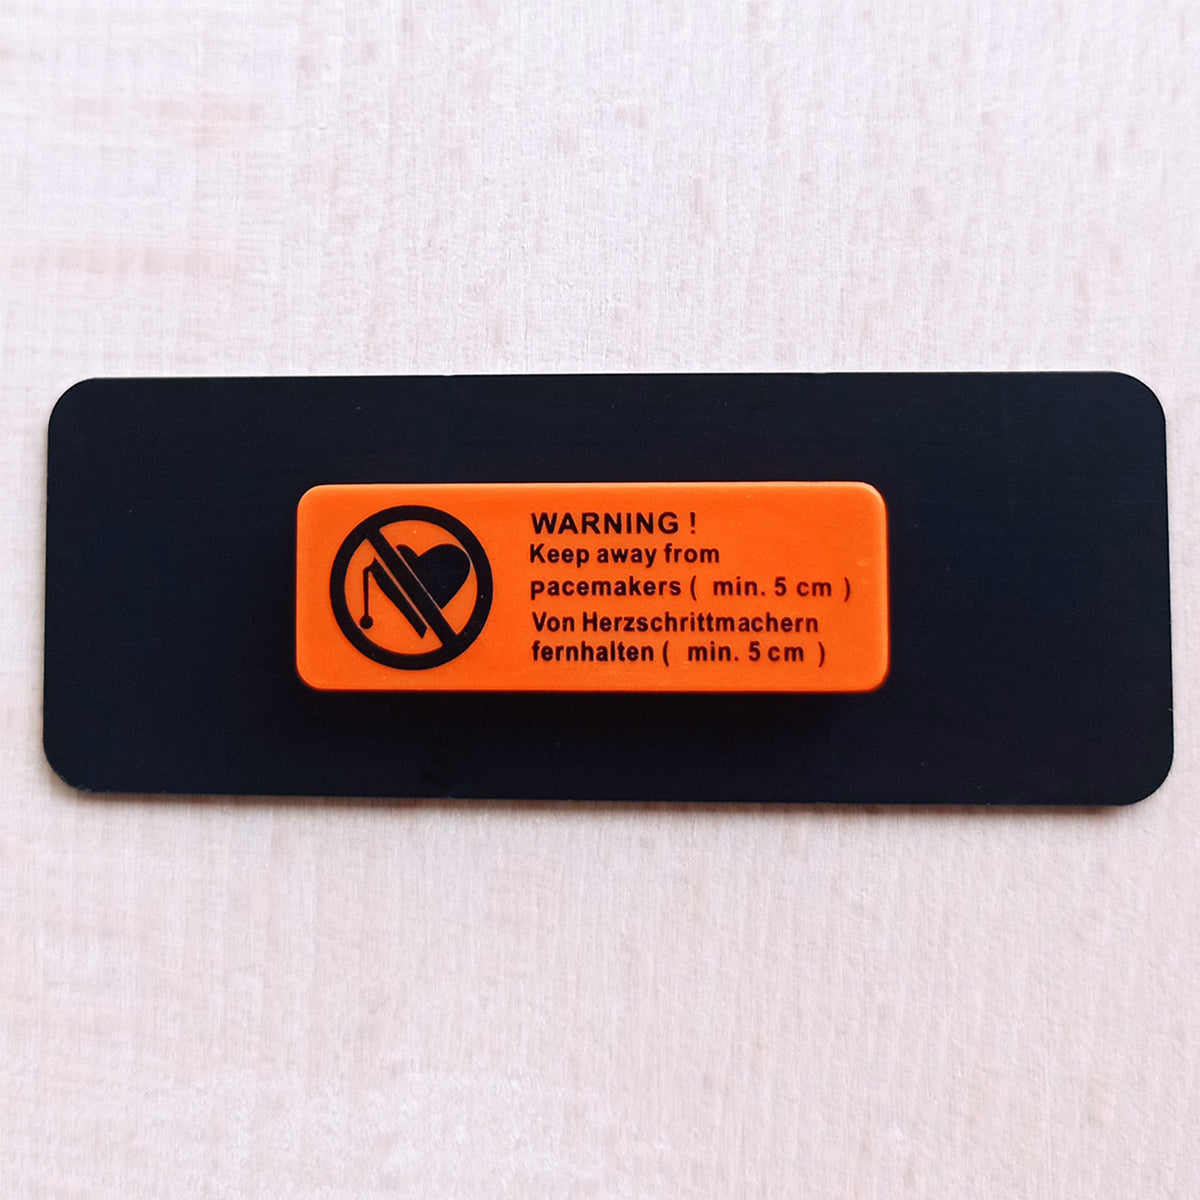 WARNING !
Keep away from
pacemakers ( min. 5 cm )
Von Herzschrittmachern
fernhalten ( min. 5 cm )